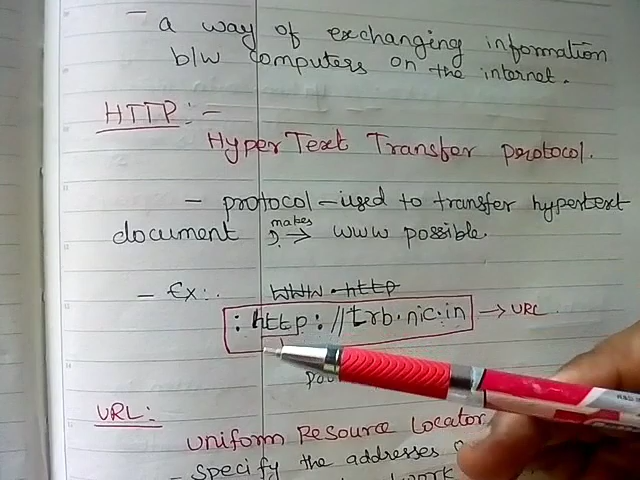 - a way of exchanging information
b/w computers on the internet.
HTTP:-
HyperText Transfer protocol.
- protocol - used to transfer hypertext
makes
document → www possible.
- Ex:. www.http
: http://trb.nic.in → URL
URL:
Uniform Resource Locator
- specify the addresses